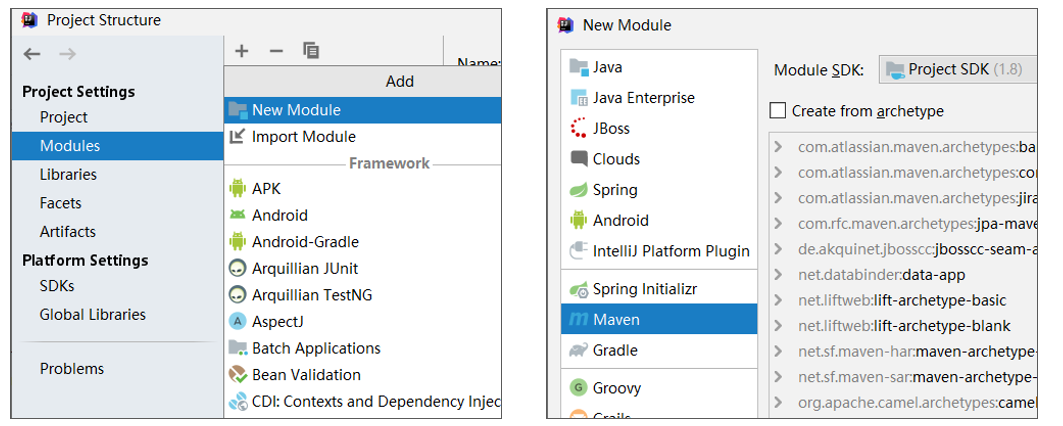 Project Structure
Project Settings
Project
Modules
Libraries
Facets
Artifacts
Platform Settings
SDKs
Global Libraries
Problems
Name:
Add
New Module
Import Module
Framework
APK
Android
Android-Gradle
Arquillian JUnit
Arquillian TestNG
AspectJ
Batch Applications
Bean Validation
CDI: Contexts and Dependency Injec
New Module
Java
Java Enterprise
JBoss
Clouds
Spring
Android
IntelliJ Platform Plugin
Spring Initializr
Maven
Gradle
Groovy
Grails
Module SDK: Project SDK (1.8)
Create from archetype
com.atlassian.maven.archetypes:ba
com.atlassian.maven.archetypes:co
com.atlassian.maven.archetypes:jira
com.rfc.maven.archetypes:jpa-mave
de.akquinet.jbosscc:jbosscc-seam-a
net.databinder:data-app
net.liftweb:lift-archetype-basic
net.liftweb:lift-archetype-blank
net.sf.maven-har:maven-archetype-
net.sf.maven-sar:maven-archetype-
org.apache.camel.archetypes:camel